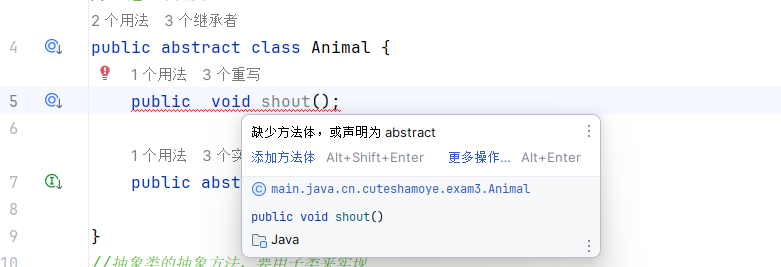 2 个用法 3 个继承者
4 public abstract class Animal {
1 个用法 3 个重写
5 public void shout();
6
缺少方法体，或声明为 abstract
添加方法体 Alt+Shift+Enter 更多操作... Alt+Enter
1 个用法 3 个
7 public
main.java.cn.cuteshamoye.exam3.Animal
8
public void shout()
9 }
Java
10 //抽象类的抽象方法，要用子类来实现